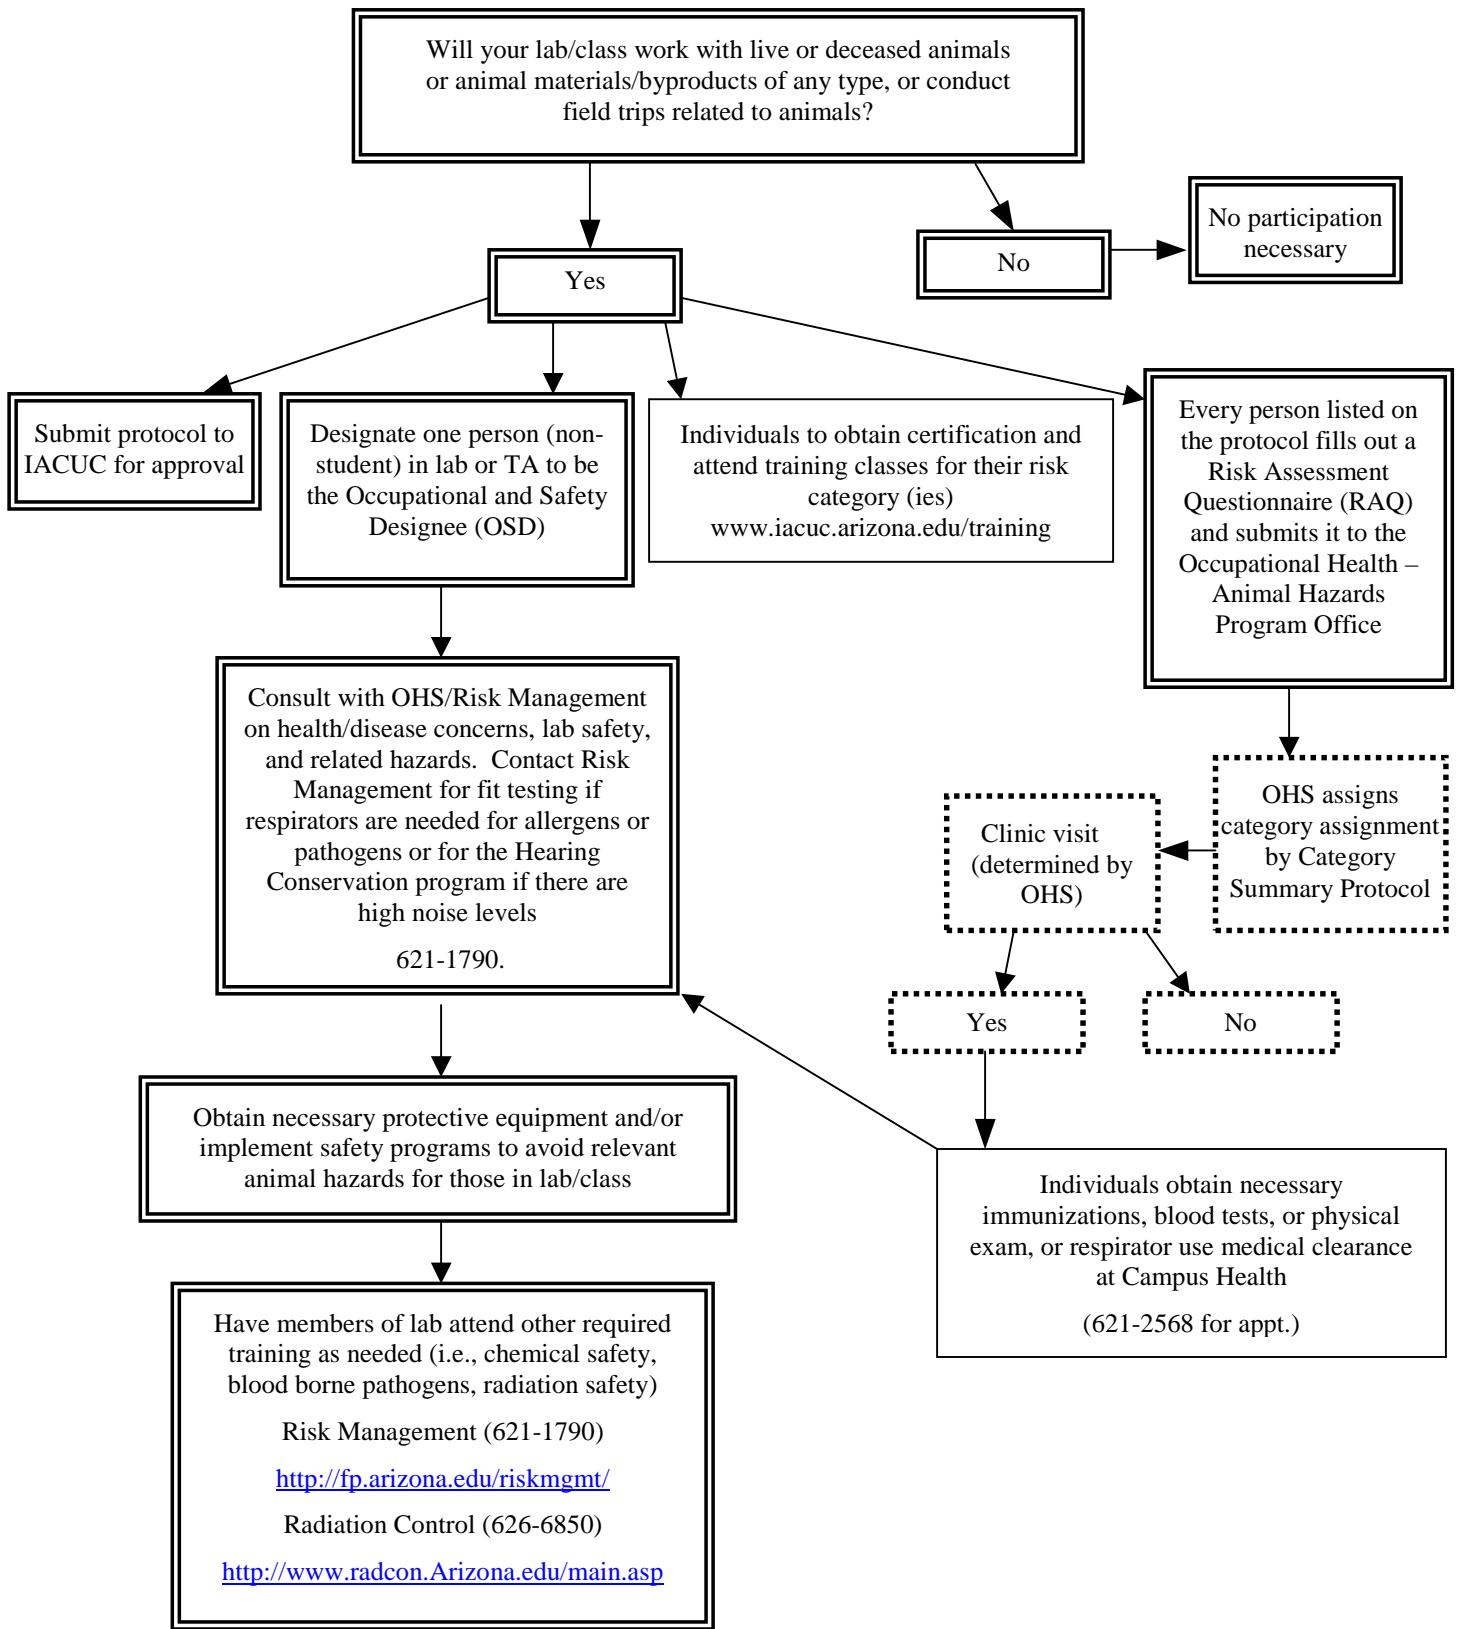 Will your lab/class work with live or deceased animals
or animal materials/byproducts of any type, or conduct
field trips related to animals?
No participation
necessary
No
Yes
Submit protocol to
IACUC for approval
Designate one person (non-
student) in lab or TA to be
the Occupational and Safety
Designee (OSD)
Individuals to obtain certification and
attend training classes for their risk
category (ies)
www.iacuc.arizona.edu/training
Every person listed on
the protocol fills out a
Risk Assessment
Questionnaire (RAQ)
and submits it to the
Occupational Health –
Animal Hazards
Program Office
Consult with OHS/Risk Management
on health/disease concerns, lab safety,
and related hazards.  Contact Risk
Management for fit testing if
respirators are needed for allergens or
pathogens or for the Hearing
Conservation program if there are
high noise levels
621-1790.
OHS assigns
category assignment
by Category
Summary Protocol
Clinic visit
(determined by
OHS)
Yes
No
Obtain necessary protective equipment and/or
implement safety programs to avoid relevant
animal hazards for those in lab/class
Individuals obtain necessary
immunizations, blood tests, or physical
exam, or respirator use medical clearance
at Campus Health
(621-2568 for appt.)
Have members of lab attend other required
training as needed (i.e., chemical safety,
blood borne pathogens, radiation safety)
Risk Management (621-1790)
http://fp.arizona.edu/riskmgmt/
Radiation Control (626-6850)
http://www.radcon.Arizona.edu/main.asp